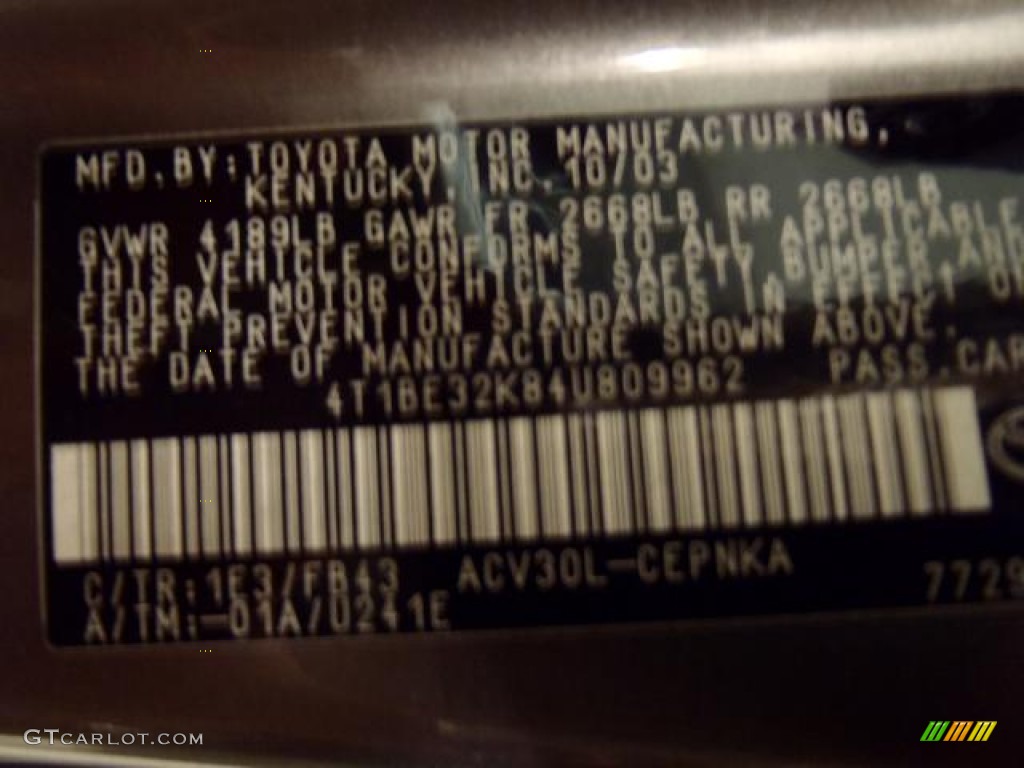 MFD.BY:TOYOTA MOTOR MANUFACTURING,
KENTUCKY, INC. 10/03
GVWR 4189LB GAWR FR 2668LB RR 2668LB
THIS VEHICLE CONFORMS TO ALL APPLICABLE
FEDERAL MOTOR VEHICLE SAFETY,BUMPER,AND
THEFT PREVENTION STANDARDS IN EFFECT ON
THE DATE OF MANUFACTURE SHOWN ABOVE.
4T1BE32K84U809962 PASS.CAR
C/TR:1E3/FB43 ACV30L-CEPNKA 7729
A/TM:-01A/U241E
GTCARLOT.COM